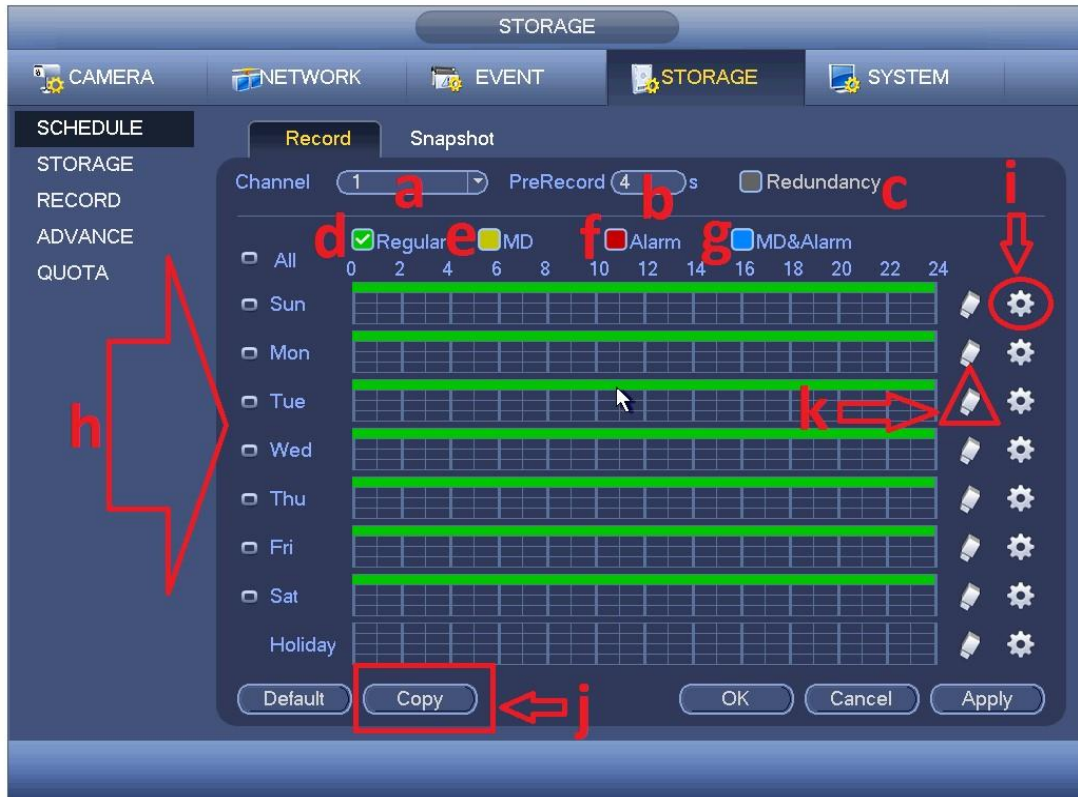 STORAGE
CAMERA NETWORK EVENT STORAGE SYSTEM
SCHEDULE
STORAGE
RECORD
ADVANCE
QUOTA
Record Snapshot
Channel 1 a PreRecord 4 s b Redundancy c i
d Regular e MD f Alarm g MD&Alarm
All 0 2 4 6 8 10 12 14 16 18 20 22 24
Sun
Mon
Tue k
h
Wed
Thu
Fri
Sat
Holiday
Default Copy j OK Cancel Apply